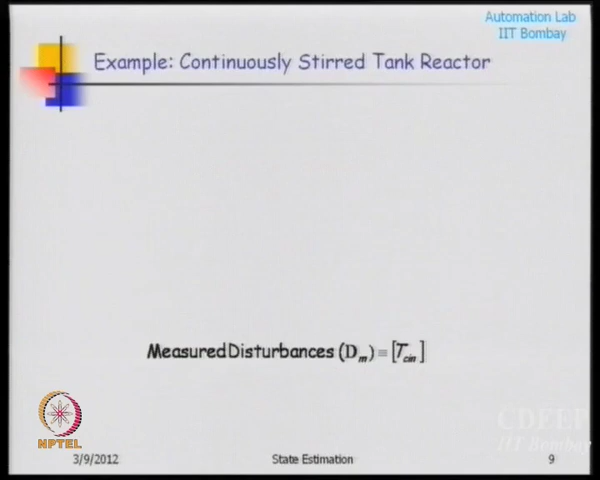 Automation Lab
IIT Bombay
Example: Continuously Stirred Tank Reactor
Measured Disturbances (Dm) ≡ [Tcin]
NPTEL
CDEEP
IIT Bombay
3/9/2012 State Estimation 9